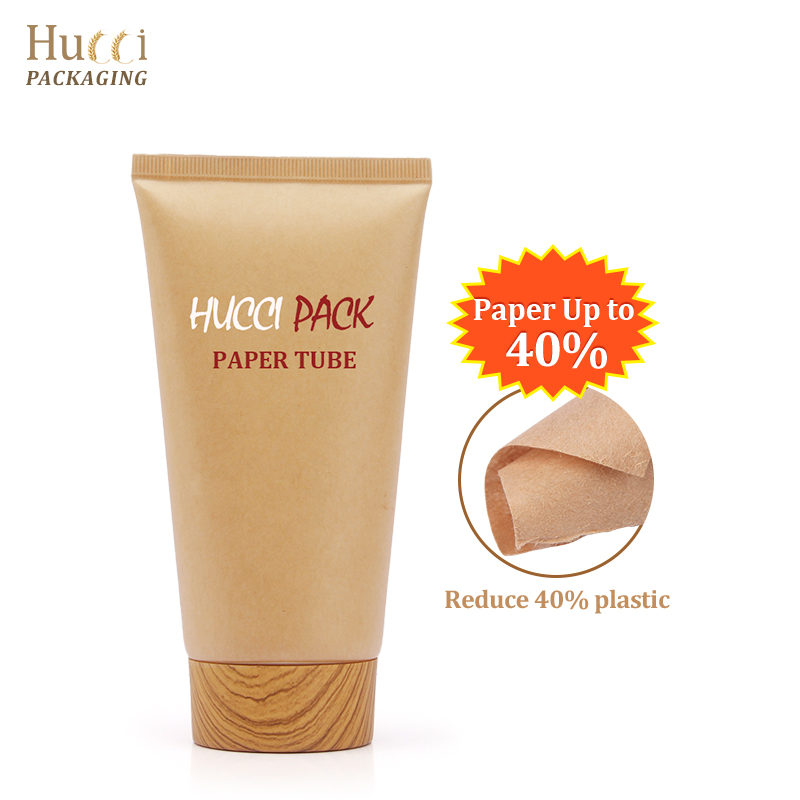 Hucci
PACKAGING
HUCCI PACK
PAPER TUBE
Paper Up to
40%
Reduce 40% plastic